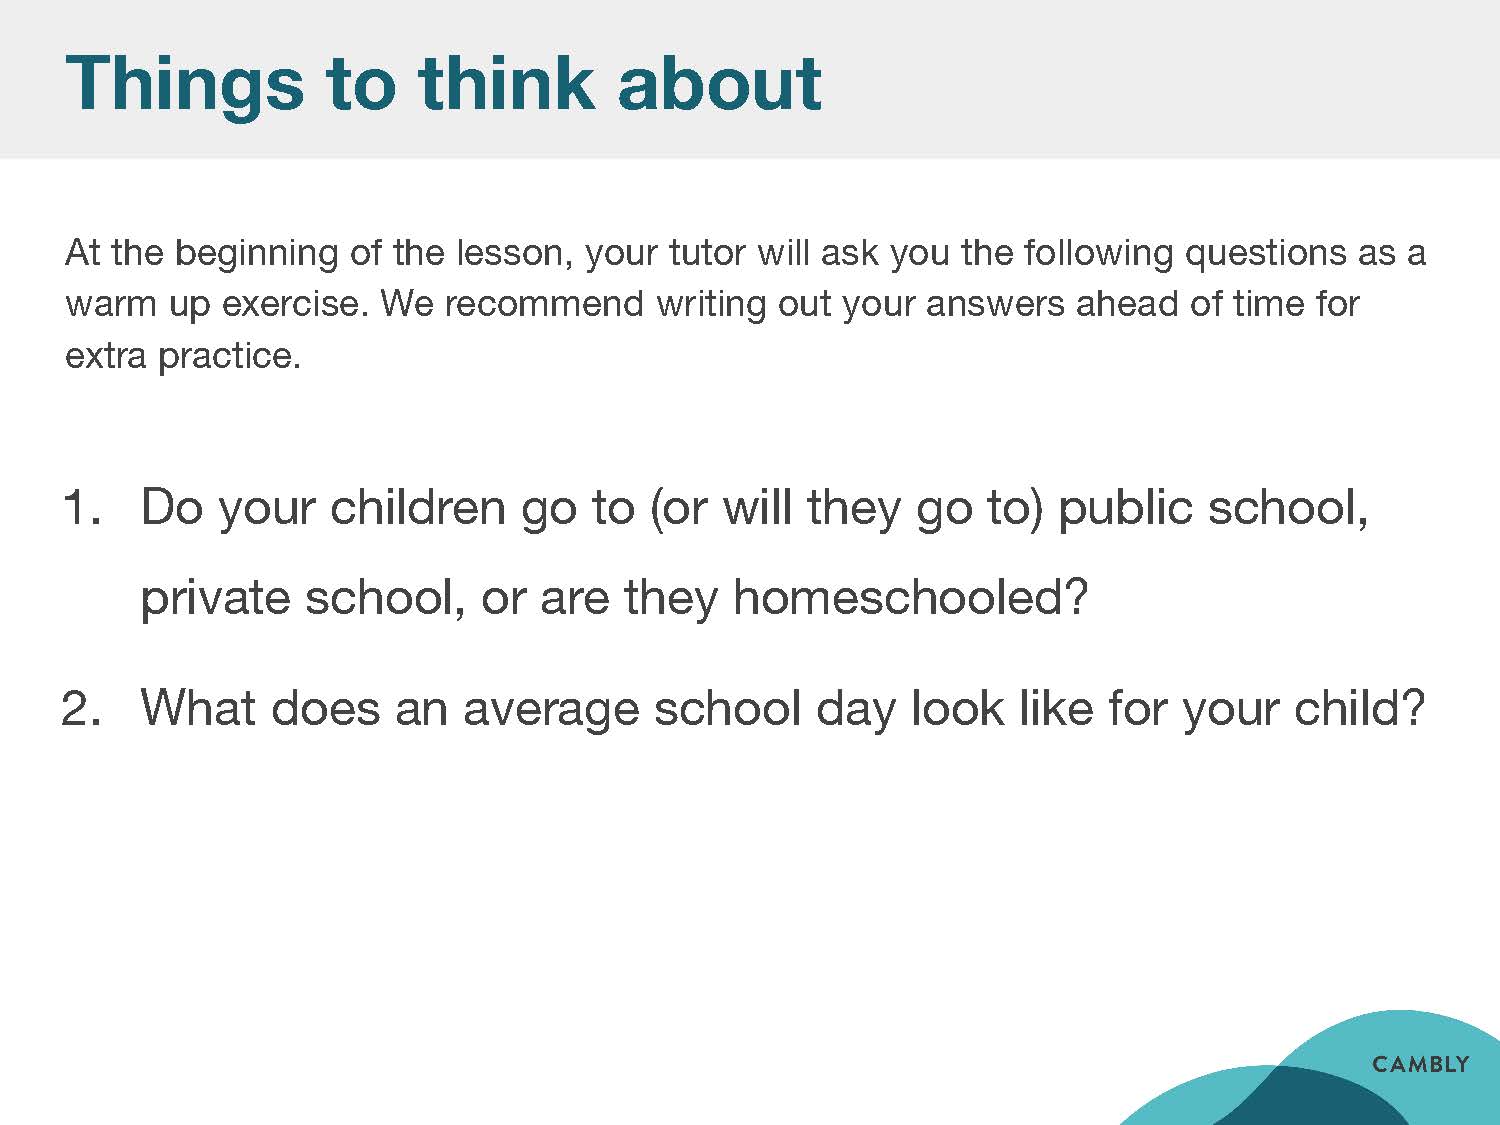 Things to think about
At the beginning of the lesson, your tutor will ask you the following questions as a
warm up exercise. We recommend writing out your answers ahead of time for
extra practice.
1. Do your children go to (or will they go to) public school,
private school, or are they homeschooled?
2. What does an average school day look like for your child?
CAMBLY